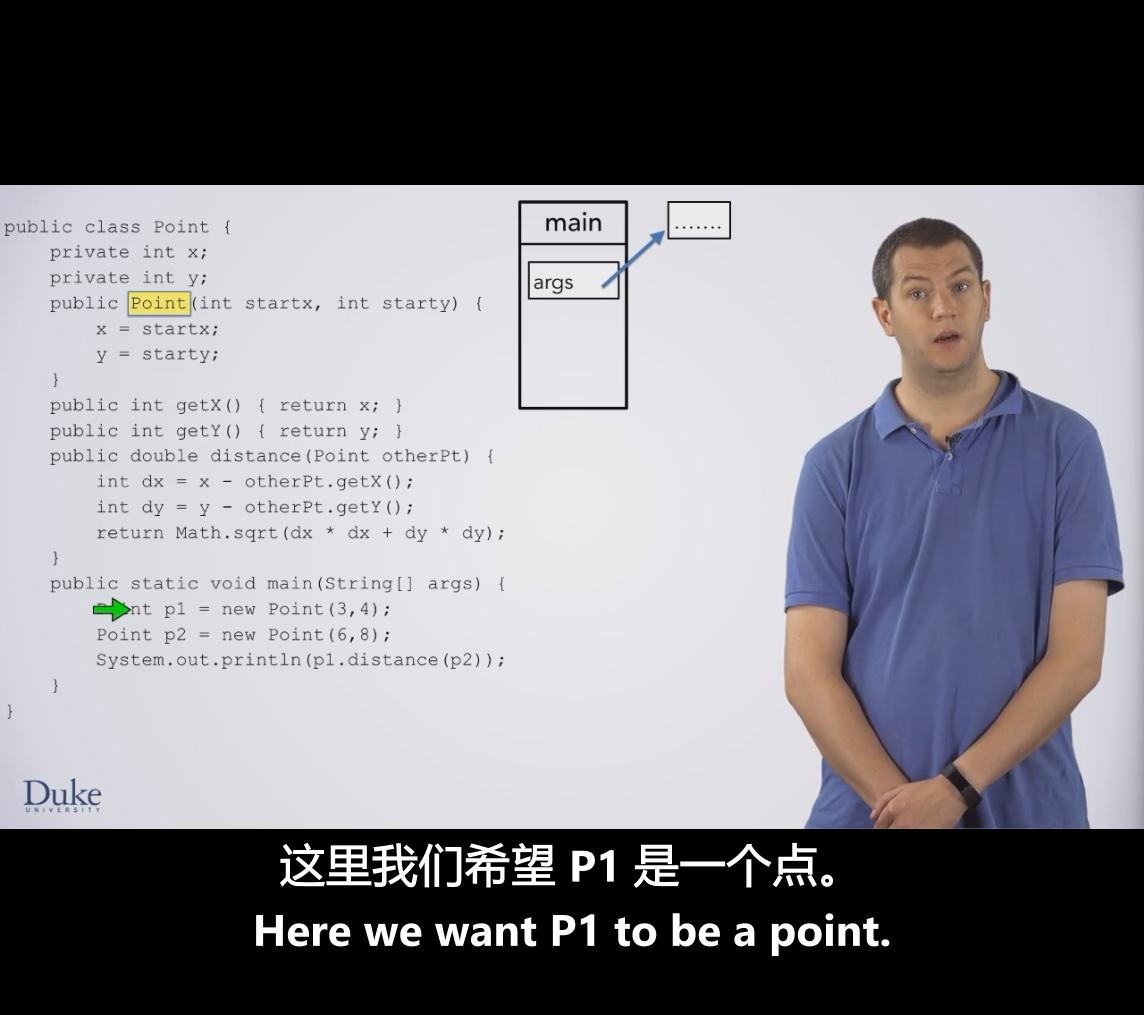 public class Point {
private int x;
private int y;
public Point(int startx, int starty) {
x = startx;
y = starty;
}
public int getX() { return x; }
public int getY() { return y; }
public double distance(Point otherPt) {
int dx = x - otherPt.getX();
int dy = y - otherPt.getY();
return Math.sqrt(dx * dx + dy * dy);
}
public static void main(String[] args) {
Point p1 = new Point(3,4);
Point p2 = new Point(6,8);
System.out.println(p1.distance(p2));
}
}
main
args
.......
Duke
UNIVERSITY
这里我们希望 P1 是一个点。
Here we want P1 to be a point.